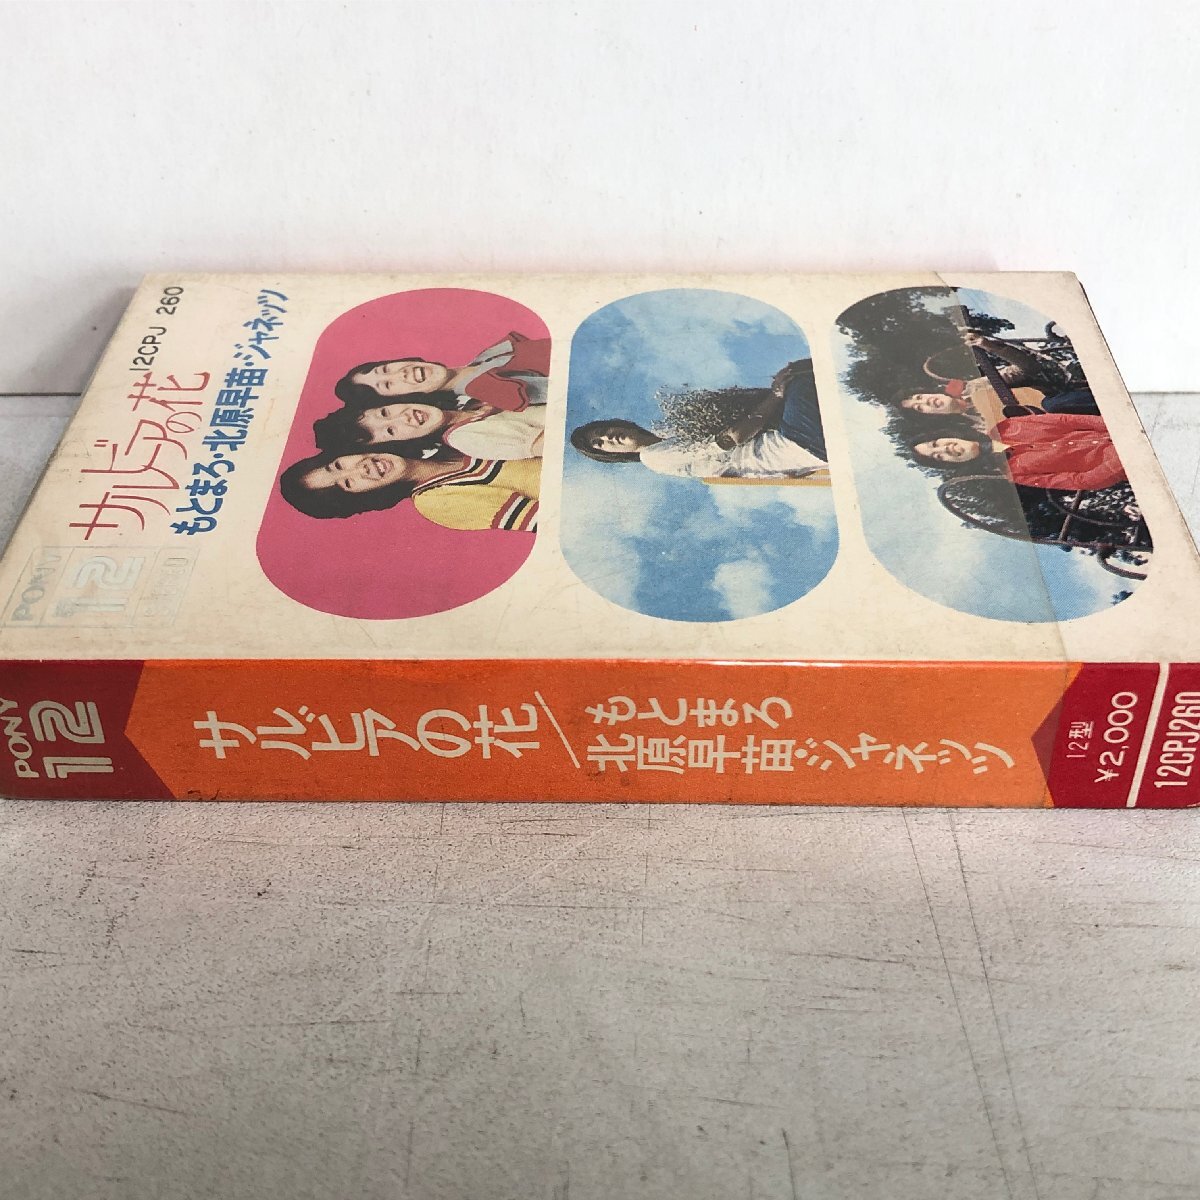 12CPJ 260
サルビアの花
もとまろ・北原早苗・ジャネッツ
PONY
12
STEREO
PONY
12
サルビアの花/もとまろ
北原早苗・ジャネッツ
12型
¥2,000
12CPJ260